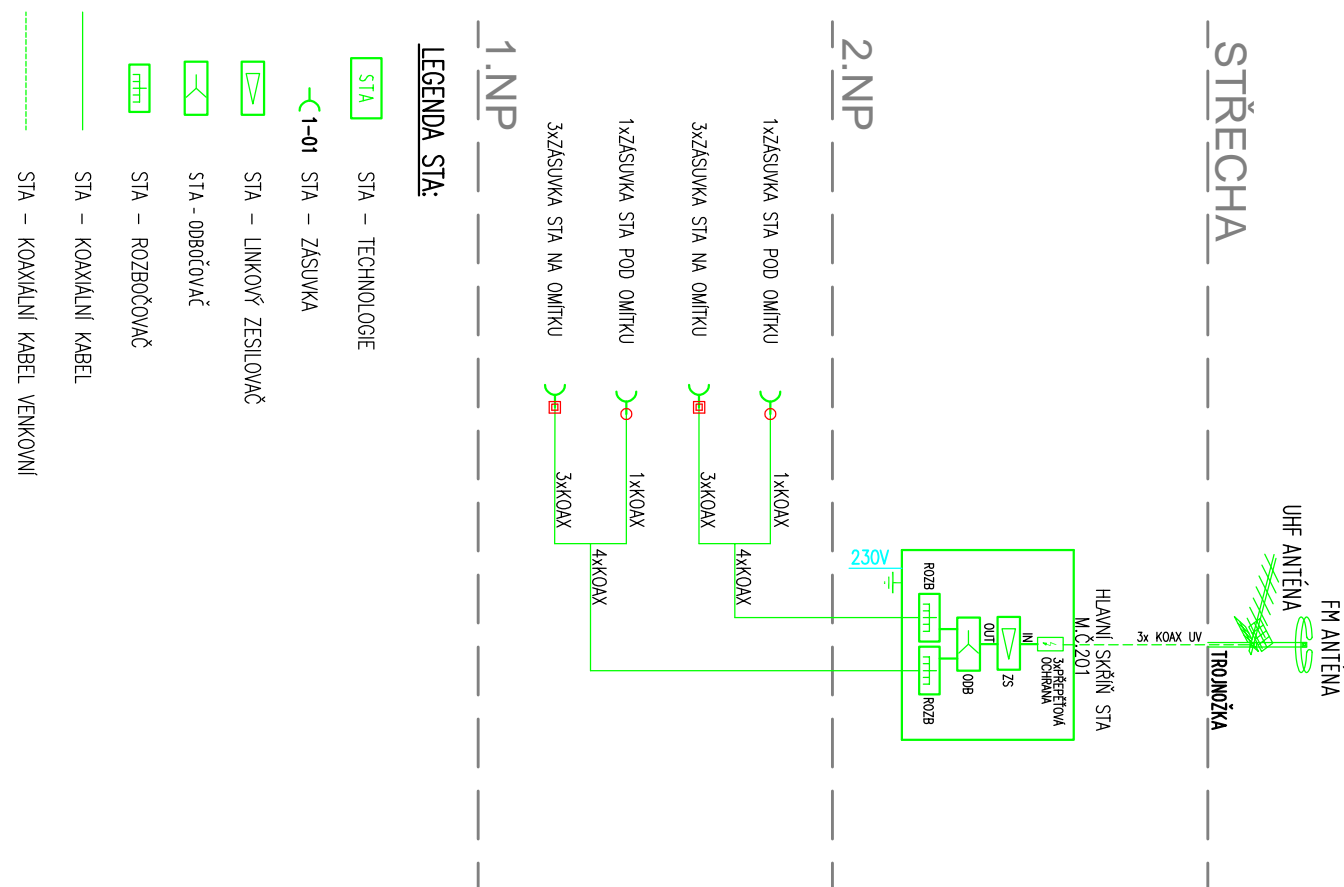 FM ANTÉNA
UHF ANTÉNA
STŘECHA
TROJNOŽKA
3x KOAX UV
HLAVNÍ SKŘÍŇ STA
M.Č.201
3xPŘEPĚŤOVÁ
OCHRANA
IN
ZS
OUT
ODB
ROZB
ROZB
230V
2.NP
1xZÁSUVKA STA POD OMÍTKU
1xKOAX
4xKOAX
3xZÁSUVKA STA NA OMÍTKU
3xKOAX
1xZÁSUVKA STA POD OMÍTKU
1xKOAX
4xKOAX
3xZÁSUVKA STA NA OMÍTKU
3xKOAX
1.NP
LEGENDA STA:
STA
STA – TECHNOLOGIE
1-01
STA – ZÁSUVKA
STA – LINKOVÝ ZESILOVAČ
STA - ODBOČOVAČ
STA – ROZBOČOVAČ
STA – KOAXIÁLNÍ KABEL
STA – KOAXIÁLNÍ KABEL VENKOVNÍ